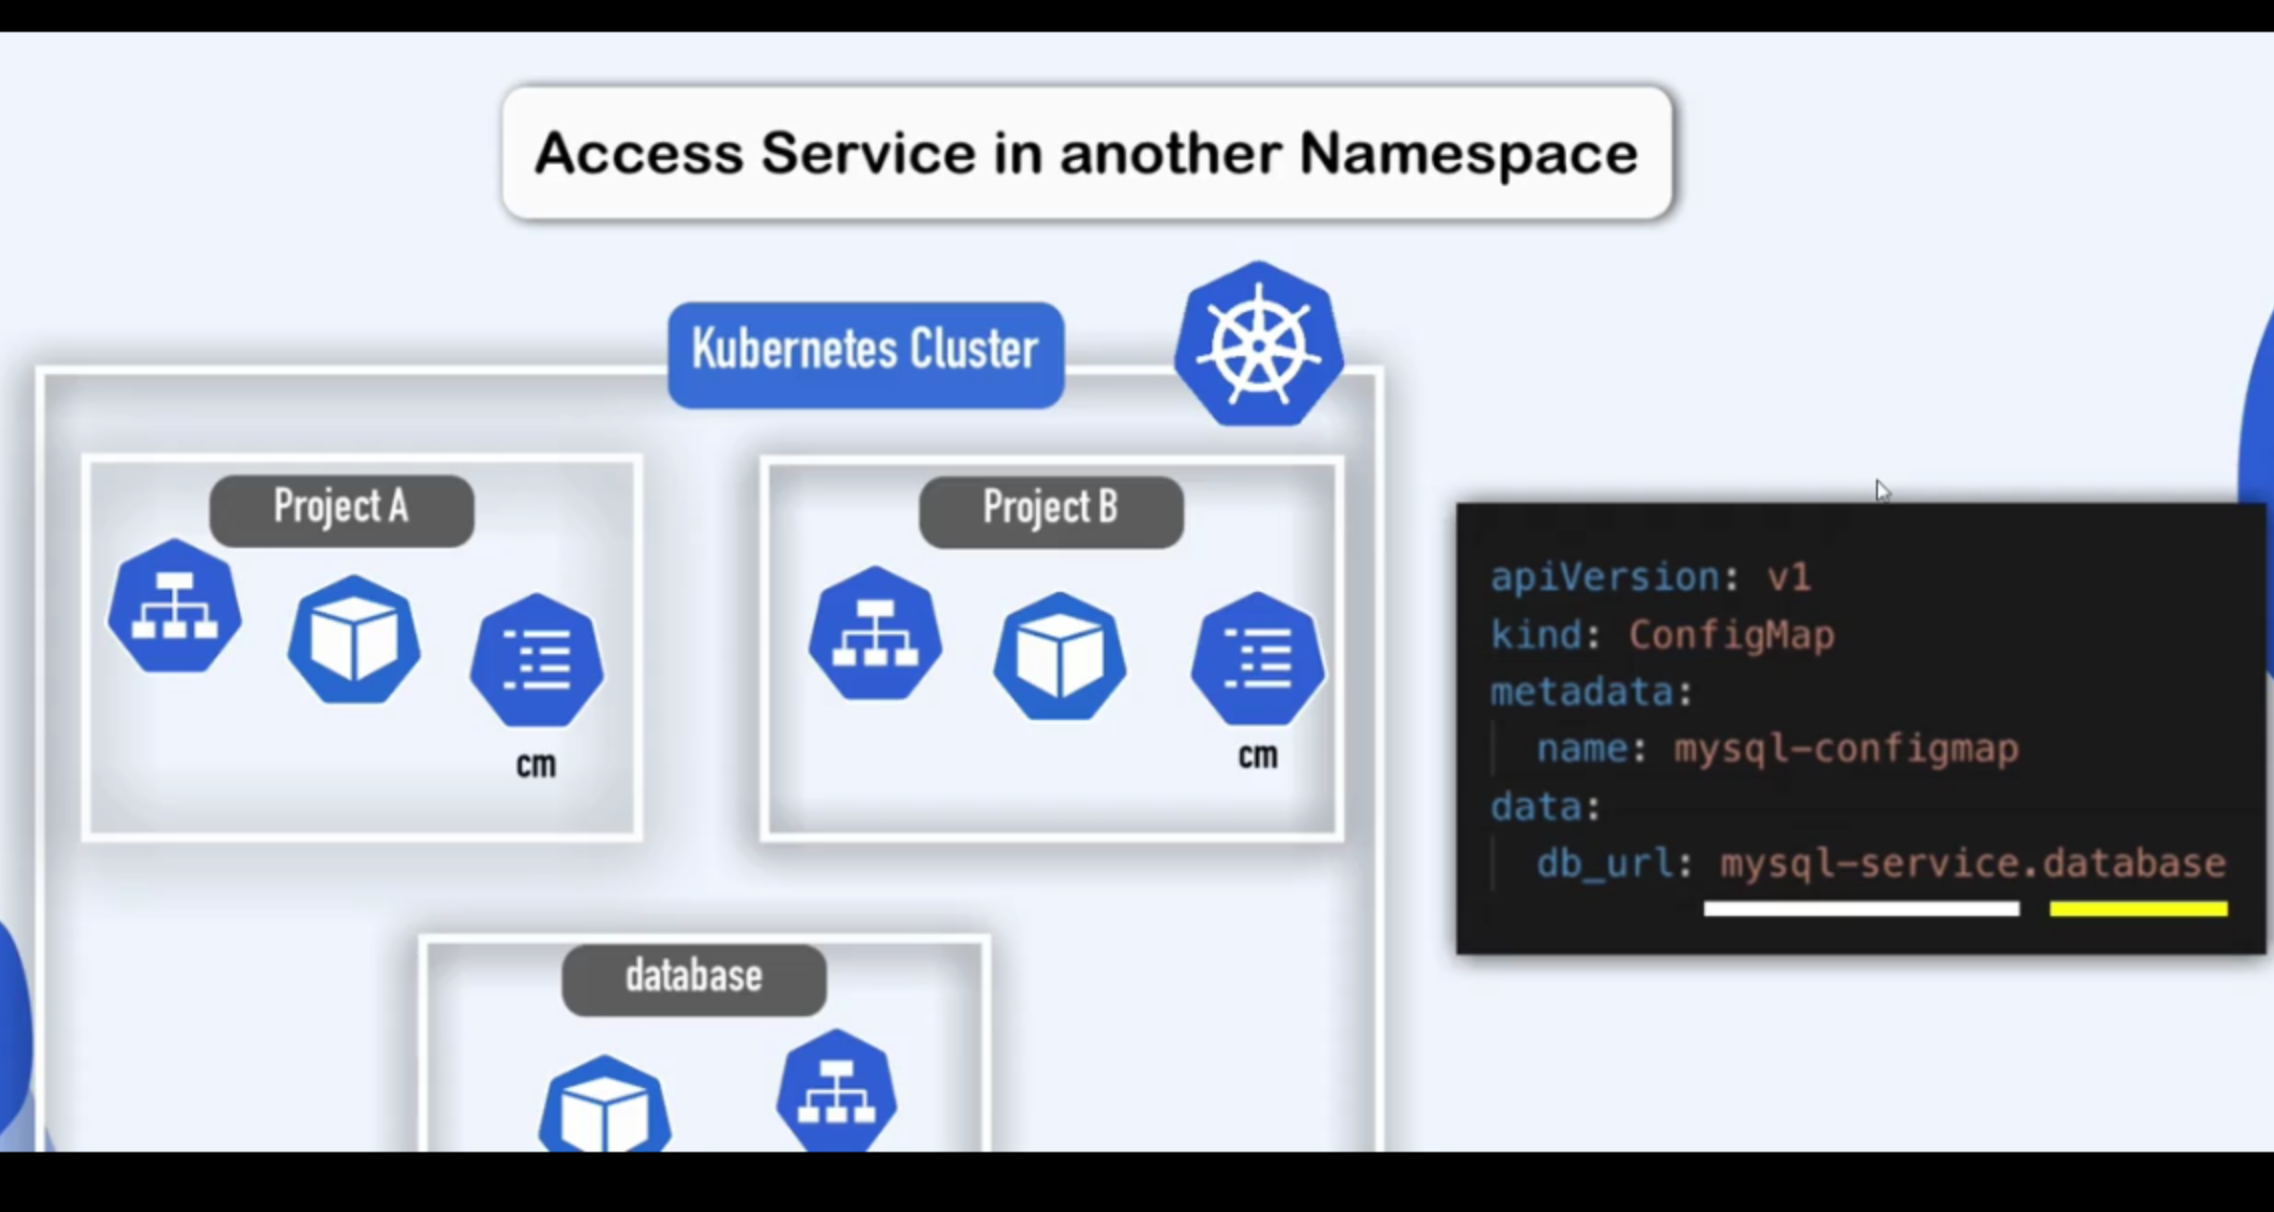 Access Service in another Namespace
Kubernetes Cluster
Project A
Project B
cm
cm
database
apiVersion: v1
kind: ConfigMap
metadata:
  name: mysql-configmap
data:
  db_url: mysql-service.database